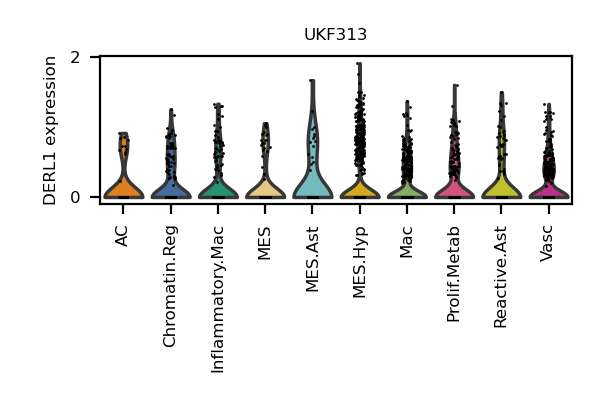 UKF313
DERL1 expression
2
0
AC
Chromatin.Reg
Inflammatory.Mac
MES
MES.Ast
MES.Hyp
Mac
Prolif.Metab
Reactive.Ast
Vasc